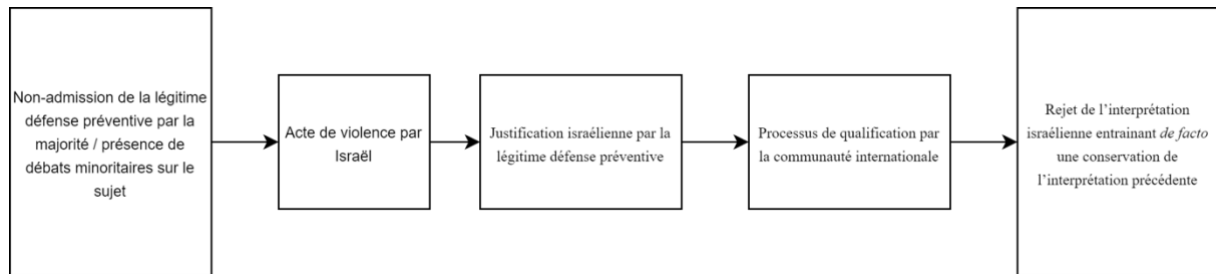 Non-admission de la légitime
défense préventive par la
majorité / présence de
débats minoritaires sur le
sujet
Acte de violence par
Israël
Justification israélienne par la
légitime défense préventive
Processus de qualification par
la communauté internationale
Rejet de l’interprétation
israélienne entrainant de facto
une conservation de
l’interprétation précédente